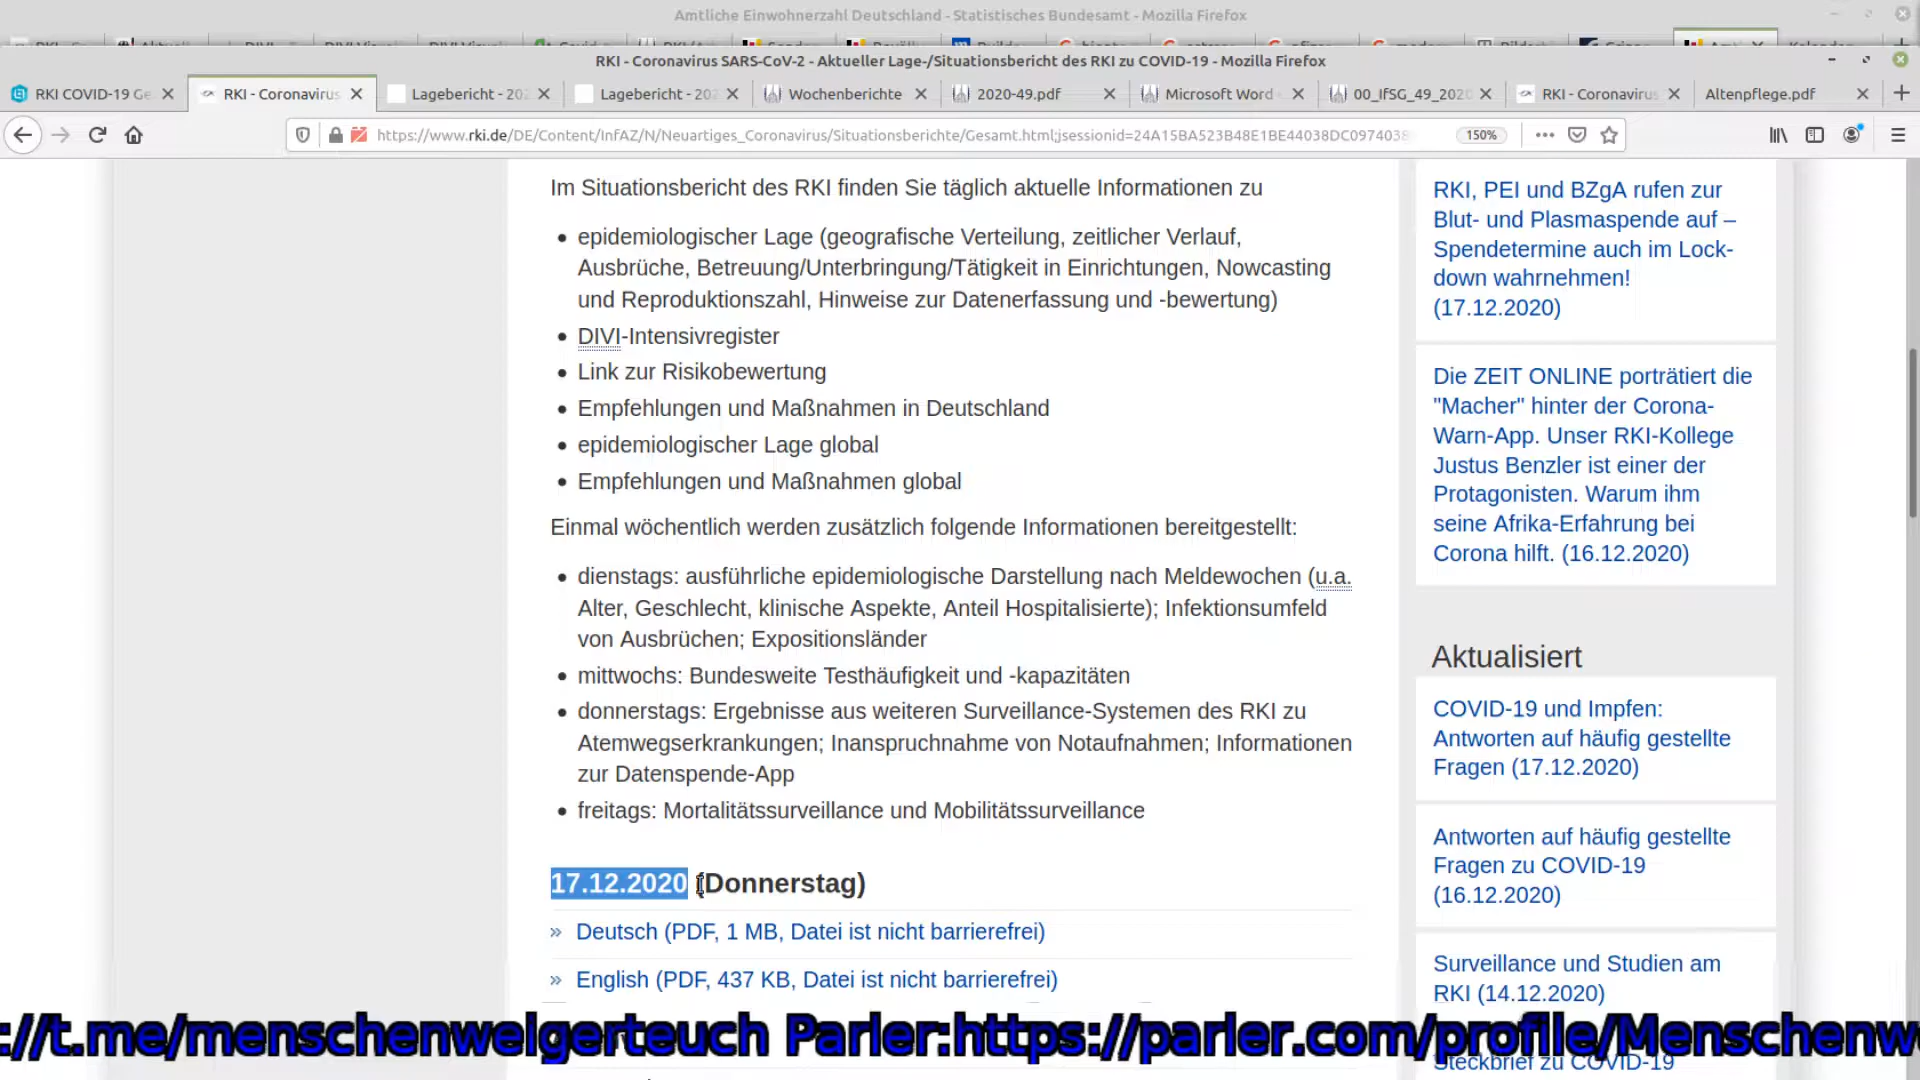 Amtliche Einwohnerzahl Deutschland - Statistisches Bundesamt - Mozilla Firefox
RKI - Coronavirus SARS-CoV-2 - Aktueller Lage-/Situationsbericht des RKI zu COVID-19 - Mozilla Firefox
RKI COVID-19 Ge
RKI - Coronavirus
Lagebericht - 202
Lagebericht - 202
Wochenberichte
2020-49.pdf
Microsoft Word -
00_IfSG_49_2020
RKI - Coronavirus
Altenpflege.pdf
https://www.rki.de/DE/Content/InfAZ/N/Neuartiges_Coronavirus/Situationsberichte/Gesamt.html;jsessionid=24A15BA523B48E1BE44038DC0974038
150%
Im Situationsbericht des RKI finden Sie täglich aktuelle Informationen zu
epidemiologischer Lage (geografische Verteilung, zeitlicher Verlauf,
Ausbrüche, Betreuung/Unterbringung/Tätigkeit in Einrichtungen, Nowcasting
und Reproduktionszahl, Hinweise zur Datenerfassung und -bewertung)
DIVI-Intensivregister
Link zur Risikobewertung
Empfehlungen und Maßnahmen in Deutschland
epidemiologischer Lage global
Empfehlungen und Maßnahmen global
Einmal wöchentlich werden zusätzlich folgende Informationen bereitgestellt:
dienstags: ausführliche epidemiologische Darstellung nach Meldewochen (u.a.
Alter, Geschlecht, klinische Aspekte, Anteil Hospitalisierte); Infektionsumfeld
von Ausbrüchen; Expositionsländer
mittwochs: Bundesweite Testhäufigkeit und -kapazitäten
donnerstags: Ergebnisse aus weiteren Surveillance-Systemen des RKI zu
Atemwegserkrankungen; Inanspruchnahme von Notaufnahmen; Informationen
zur Datenspende-App
freitags: Mortalitätssurveillance und Mobilitätssurveillance
17.12.2020 (Donnerstag)
» Deutsch (PDF, 1 MB, Datei ist nicht barrierefrei)
» English (PDF, 437 KB, Datei ist nicht barrierefrei)
RKI, PEI und BZgA rufen zur
Blut- und Plasmaspende auf –
Spendetermine auch im Lock-
down wahrnehmen!
(17.12.2020)
Die ZEIT ONLINE porträtiert die
"Macher" hinter der Corona-
Warn-App. Unser RKI-Kollege
Justus Benzler ist einer der
Protagonisten. Warum ihm
seine Afrika-Erfahrung bei
Corona hilft. (16.12.2020)
Aktualisiert
COVID-19 und Impfen:
Antworten auf häufig gestellte
Fragen (17.12.2020)
Antworten auf häufig gestellte
Fragen zu COVID-19
(16.12.2020)
Surveillance und Studien am
RKI (14.12.2020)
Steckbrief zu COVID-19
://t.me/menschenweigerteuch Parler:https://parler.com/profile/Menschenw